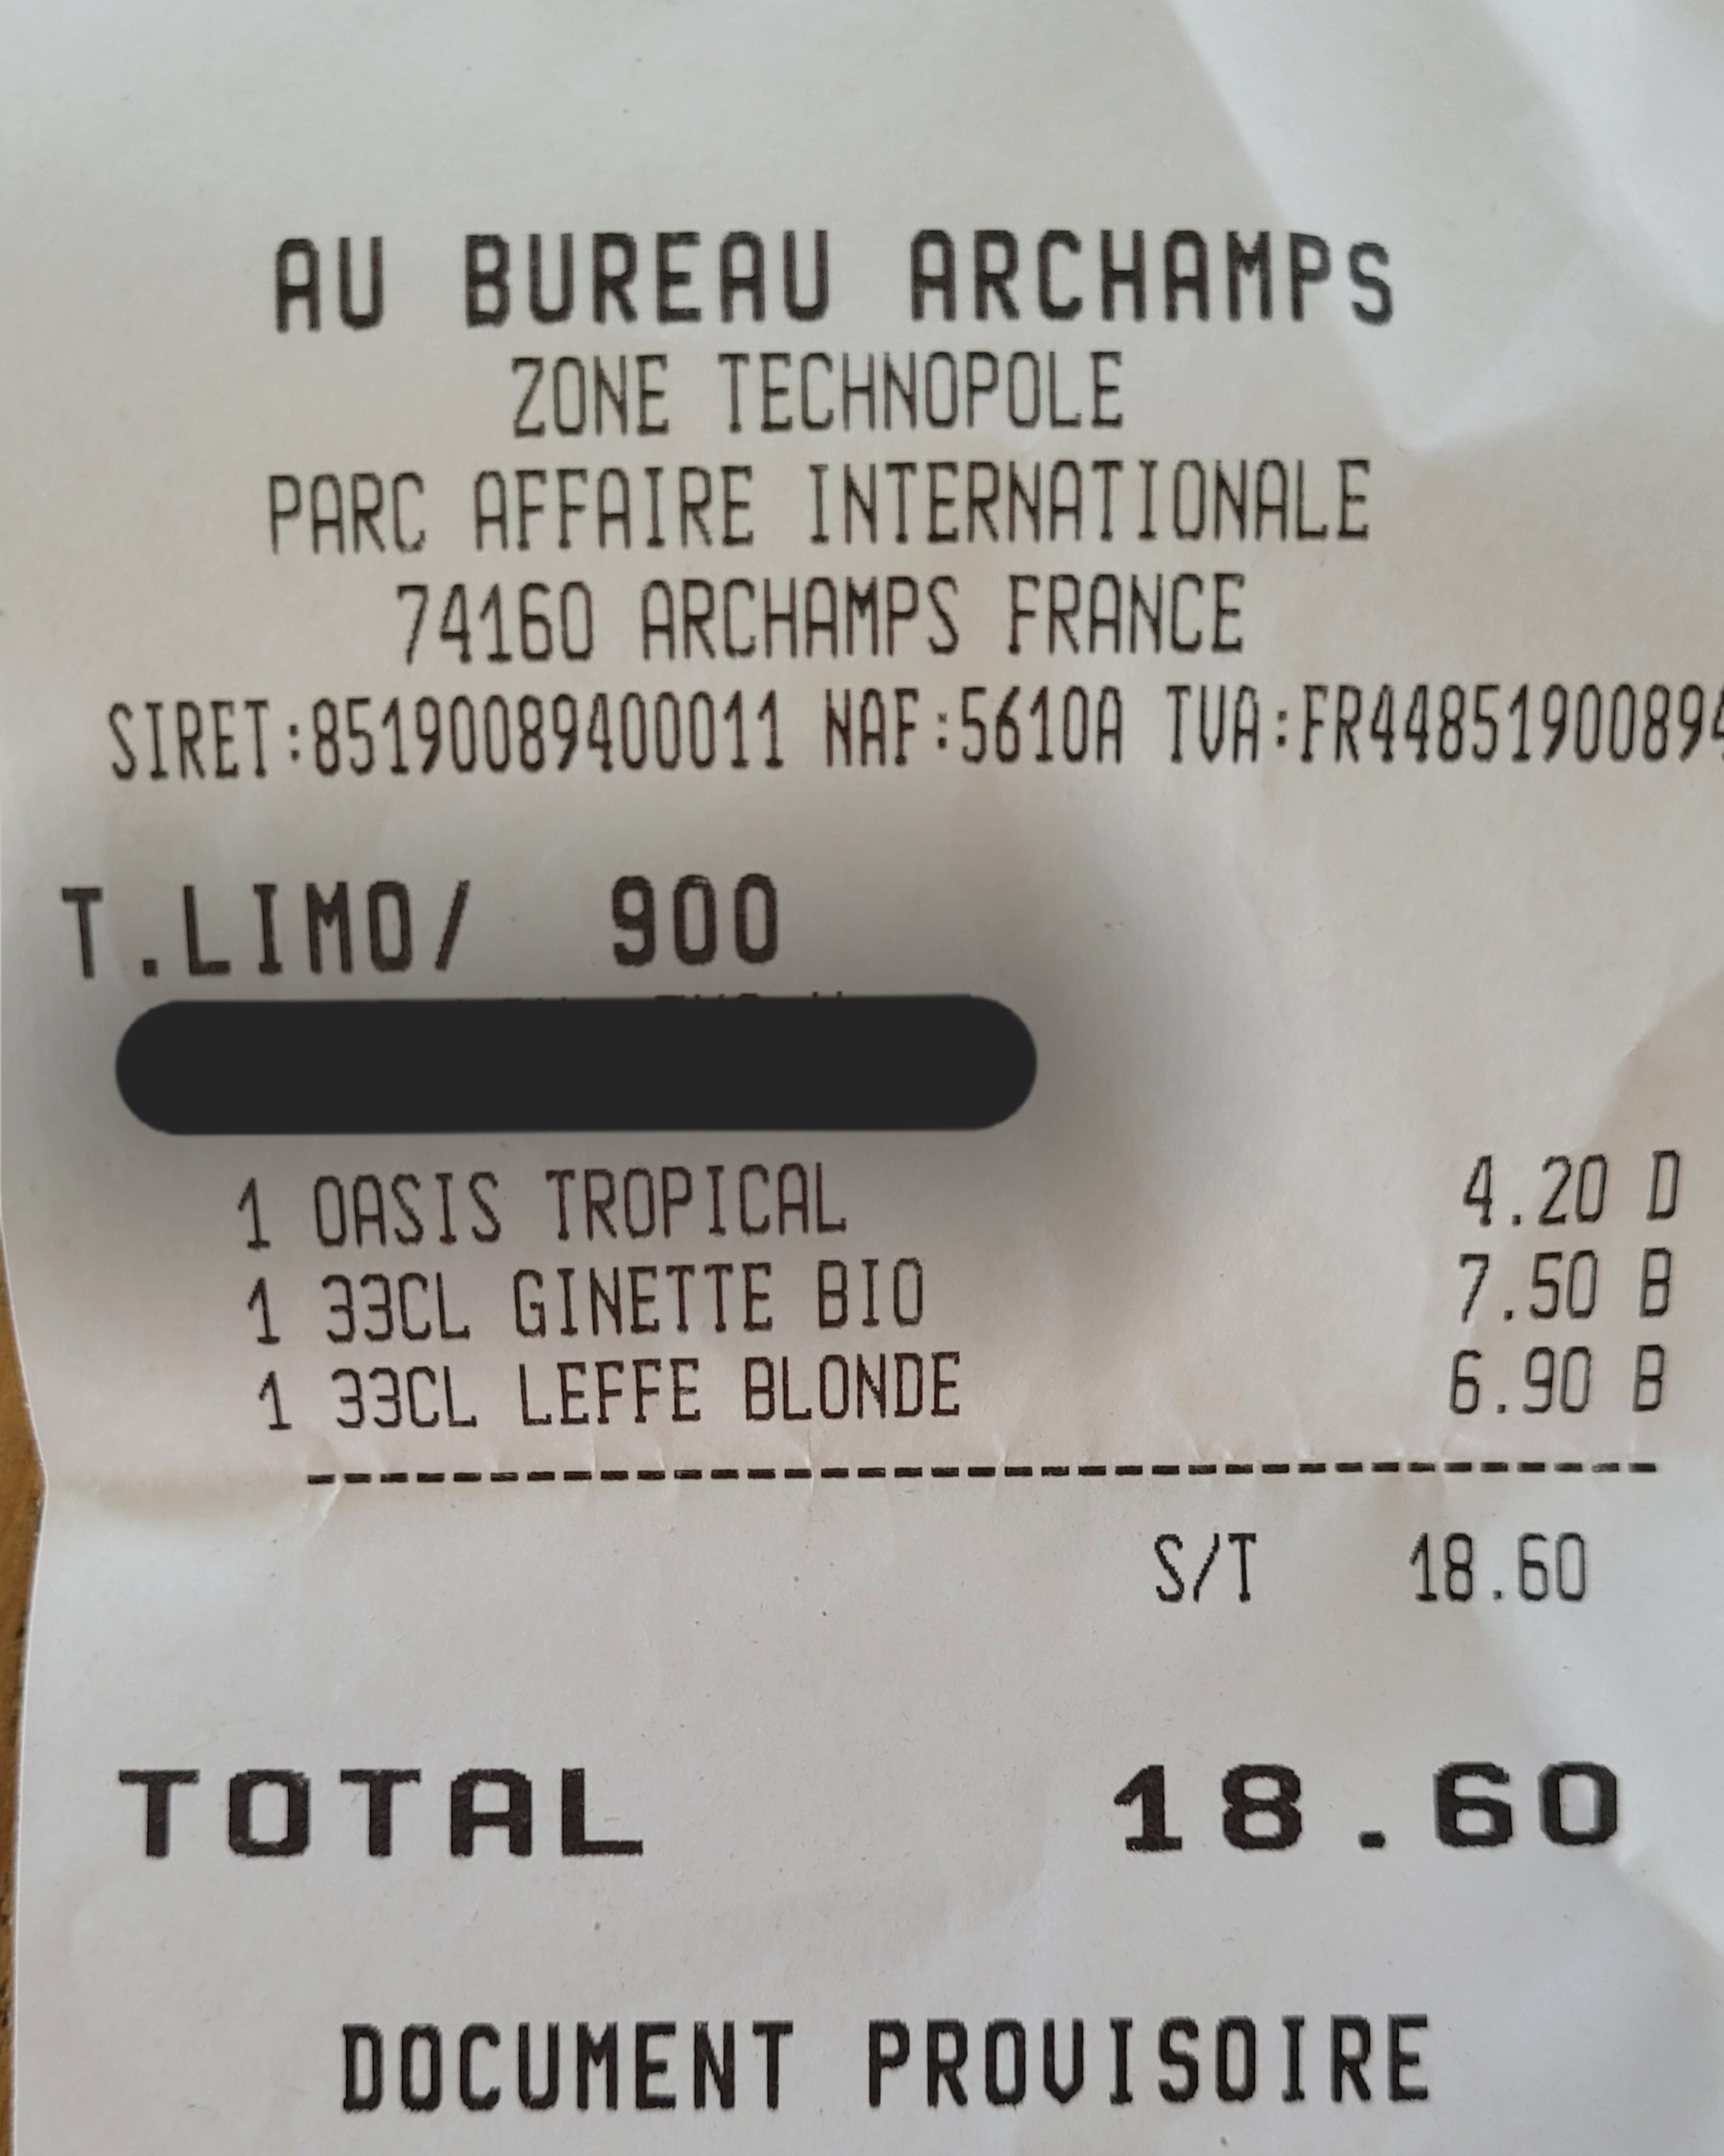 AU BUREAU ARCHAMPS
ZONE TECHNOPOLE
PARC AFFAIRE INTERNATIONALE
74160 ARCHAMPS FRANCE
SIRET:85190089400011 NAF:5610A TVA:FR44851900894
T.LIMO/ 900
1 OASIS TROPICAL 4.20 D
1 33CL GINETTE BIO 7.50 B
1 33CL LEFFE BLONDE 6.90 B
-------------------------------------
S/T 18.60
TOTAL 18.60
DOCUMENT PROVISOIRE